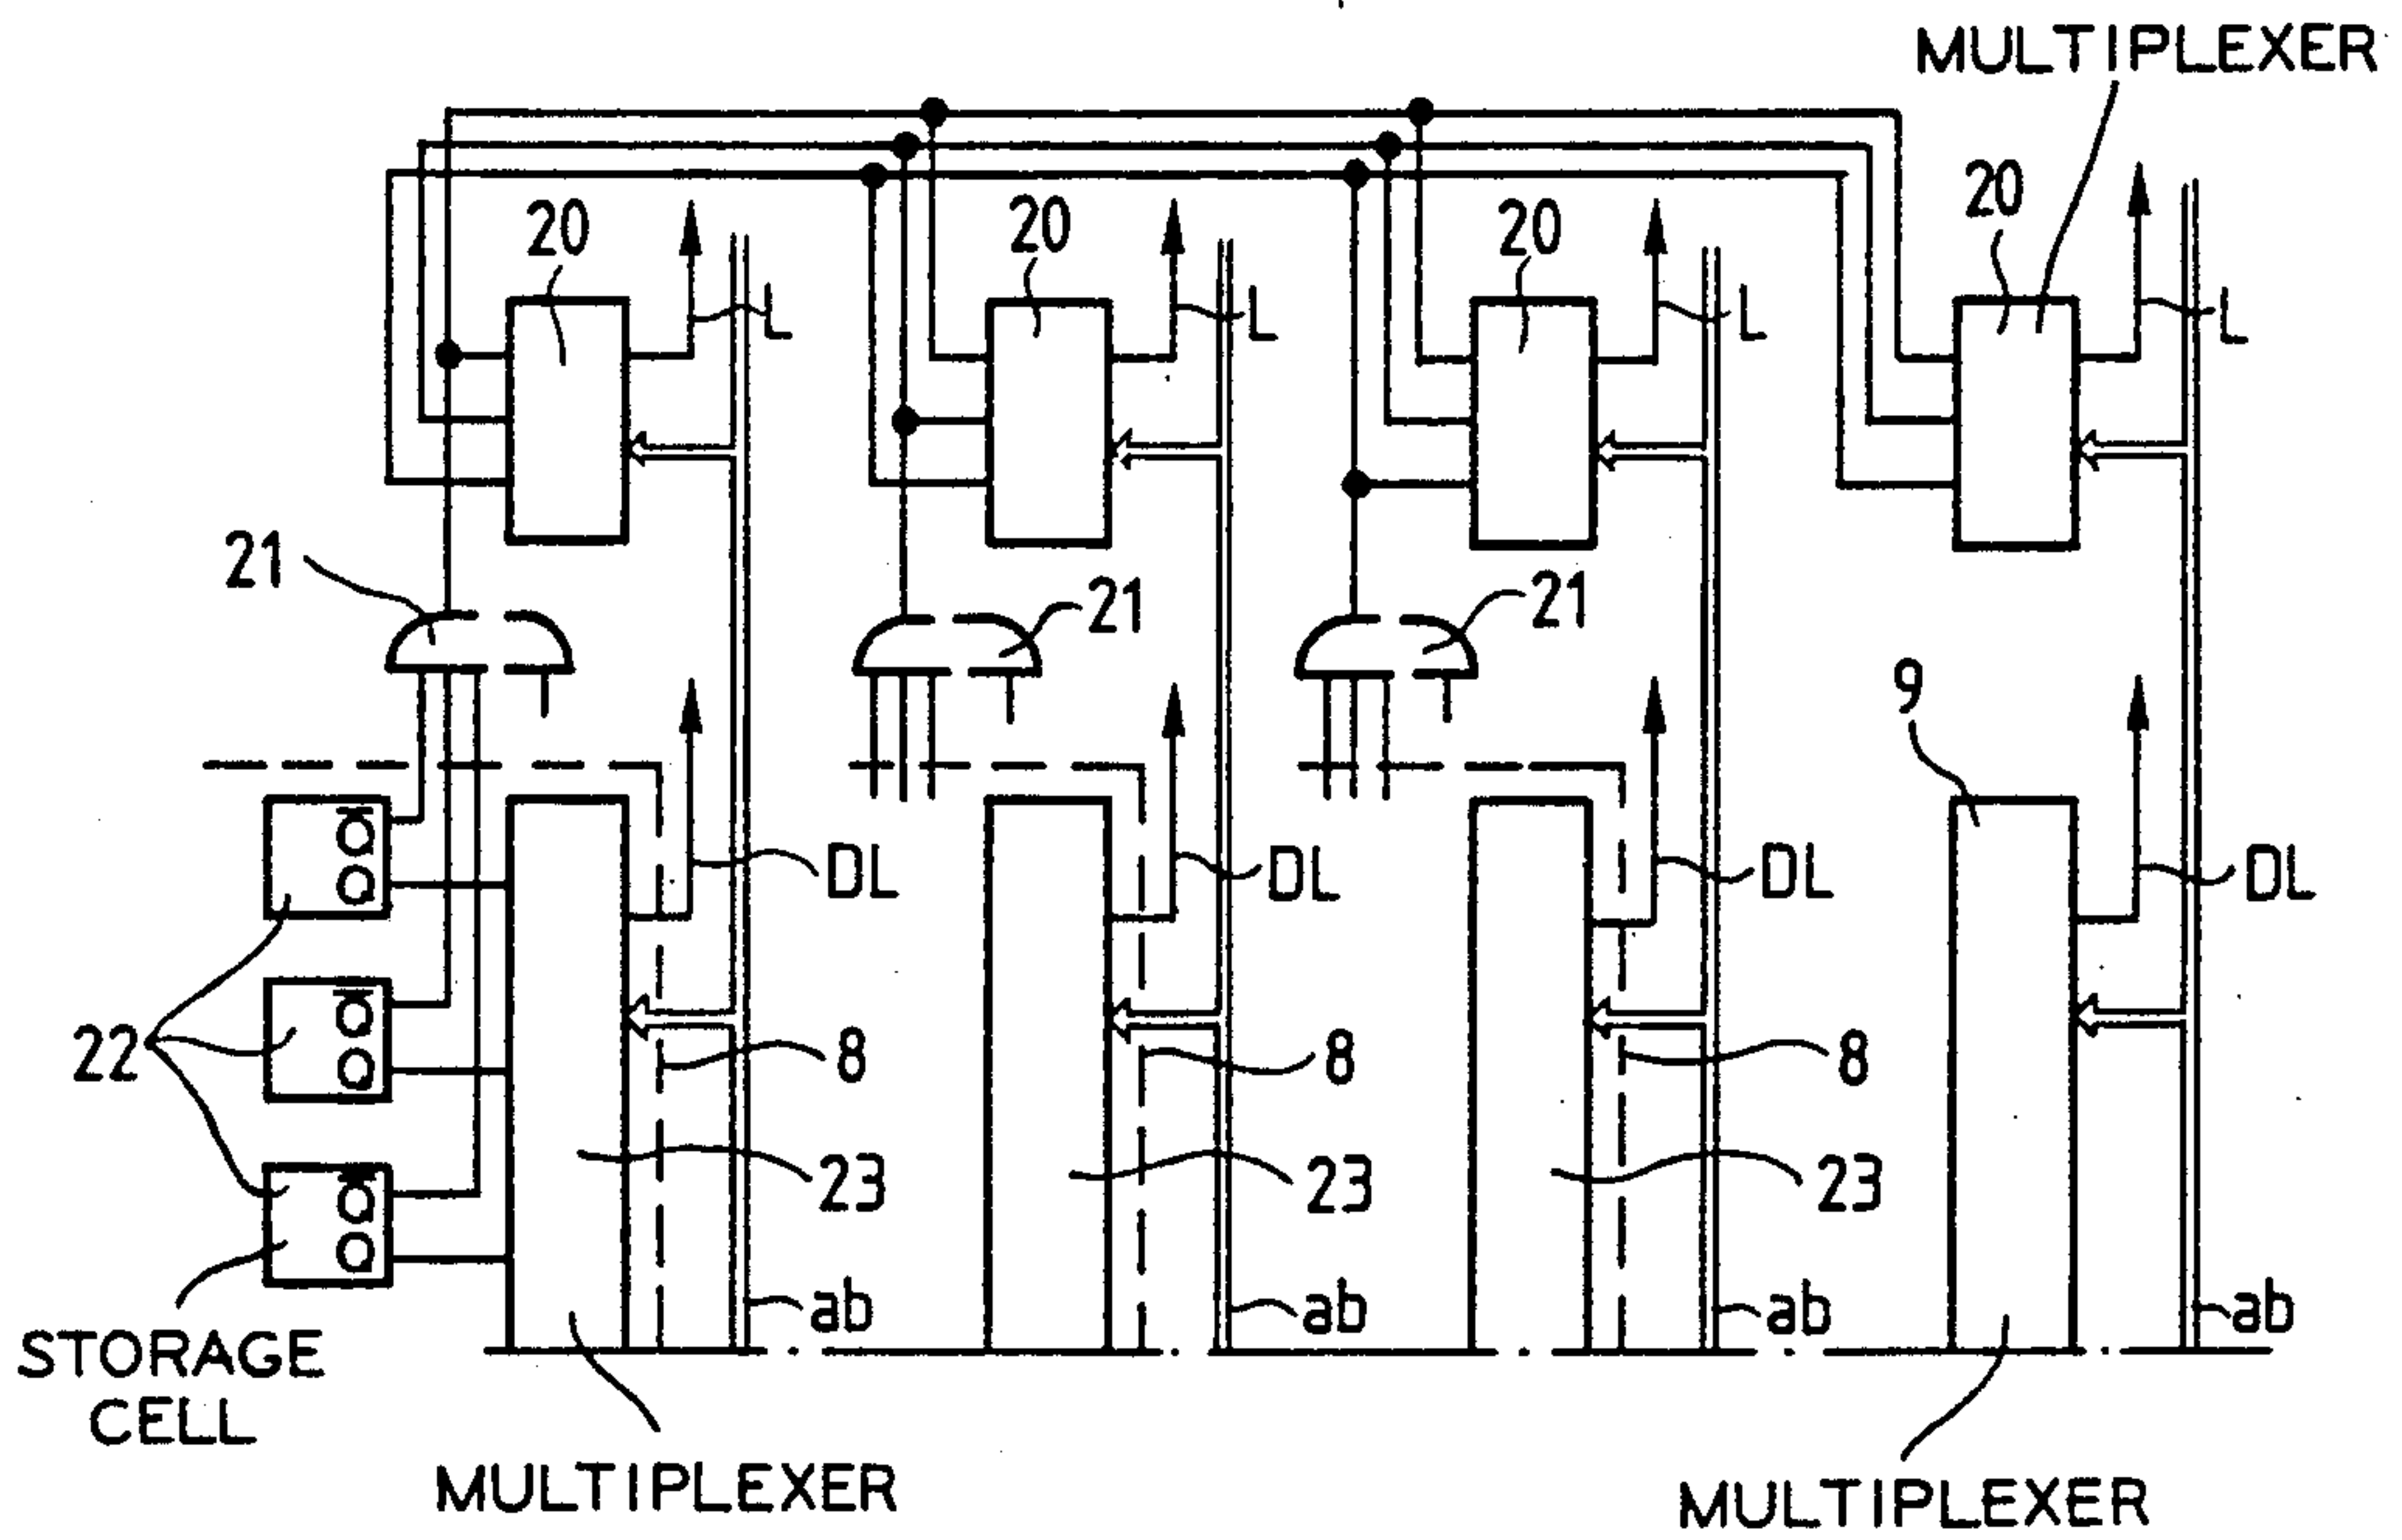 MULTIPLEXER
20 20 20 20
L L L L
21 21 21
9
Q
Q
DL DL DL DL
22
Q
Q
8 8 8
Q
Q
23 23 23
ab ab ab ab
STORAGE
CELL
MULTIPLEXER
MULTIPLEXER